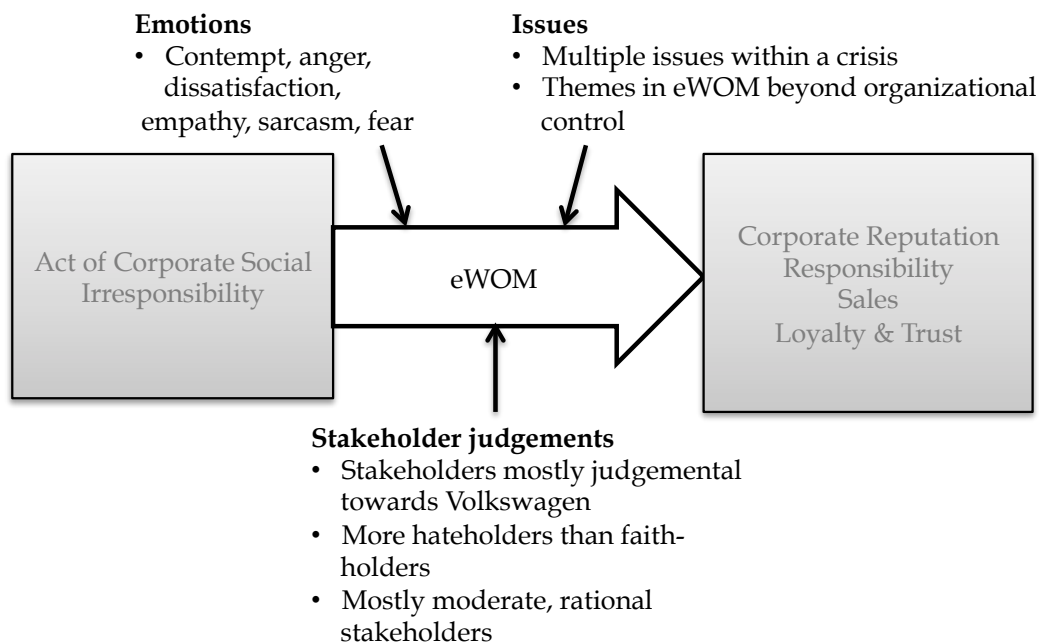 Emotions
• Contempt, anger,
dissatisfaction,
empathy, sarcasm, fear
Issues
• Multiple issues within a crisis
• Themes in eWOM beyond organizational
control
Act of Corporate Social
Irresponsibility
eWOM
Corporate Reputation
Responsibility
Sales
Loyalty & Trust
Stakeholder judgements
• Stakeholders mostly judgemental
towards Volkswagen
• More hateholders than faith-
holders
• Mostly moderate, rational
stakeholders